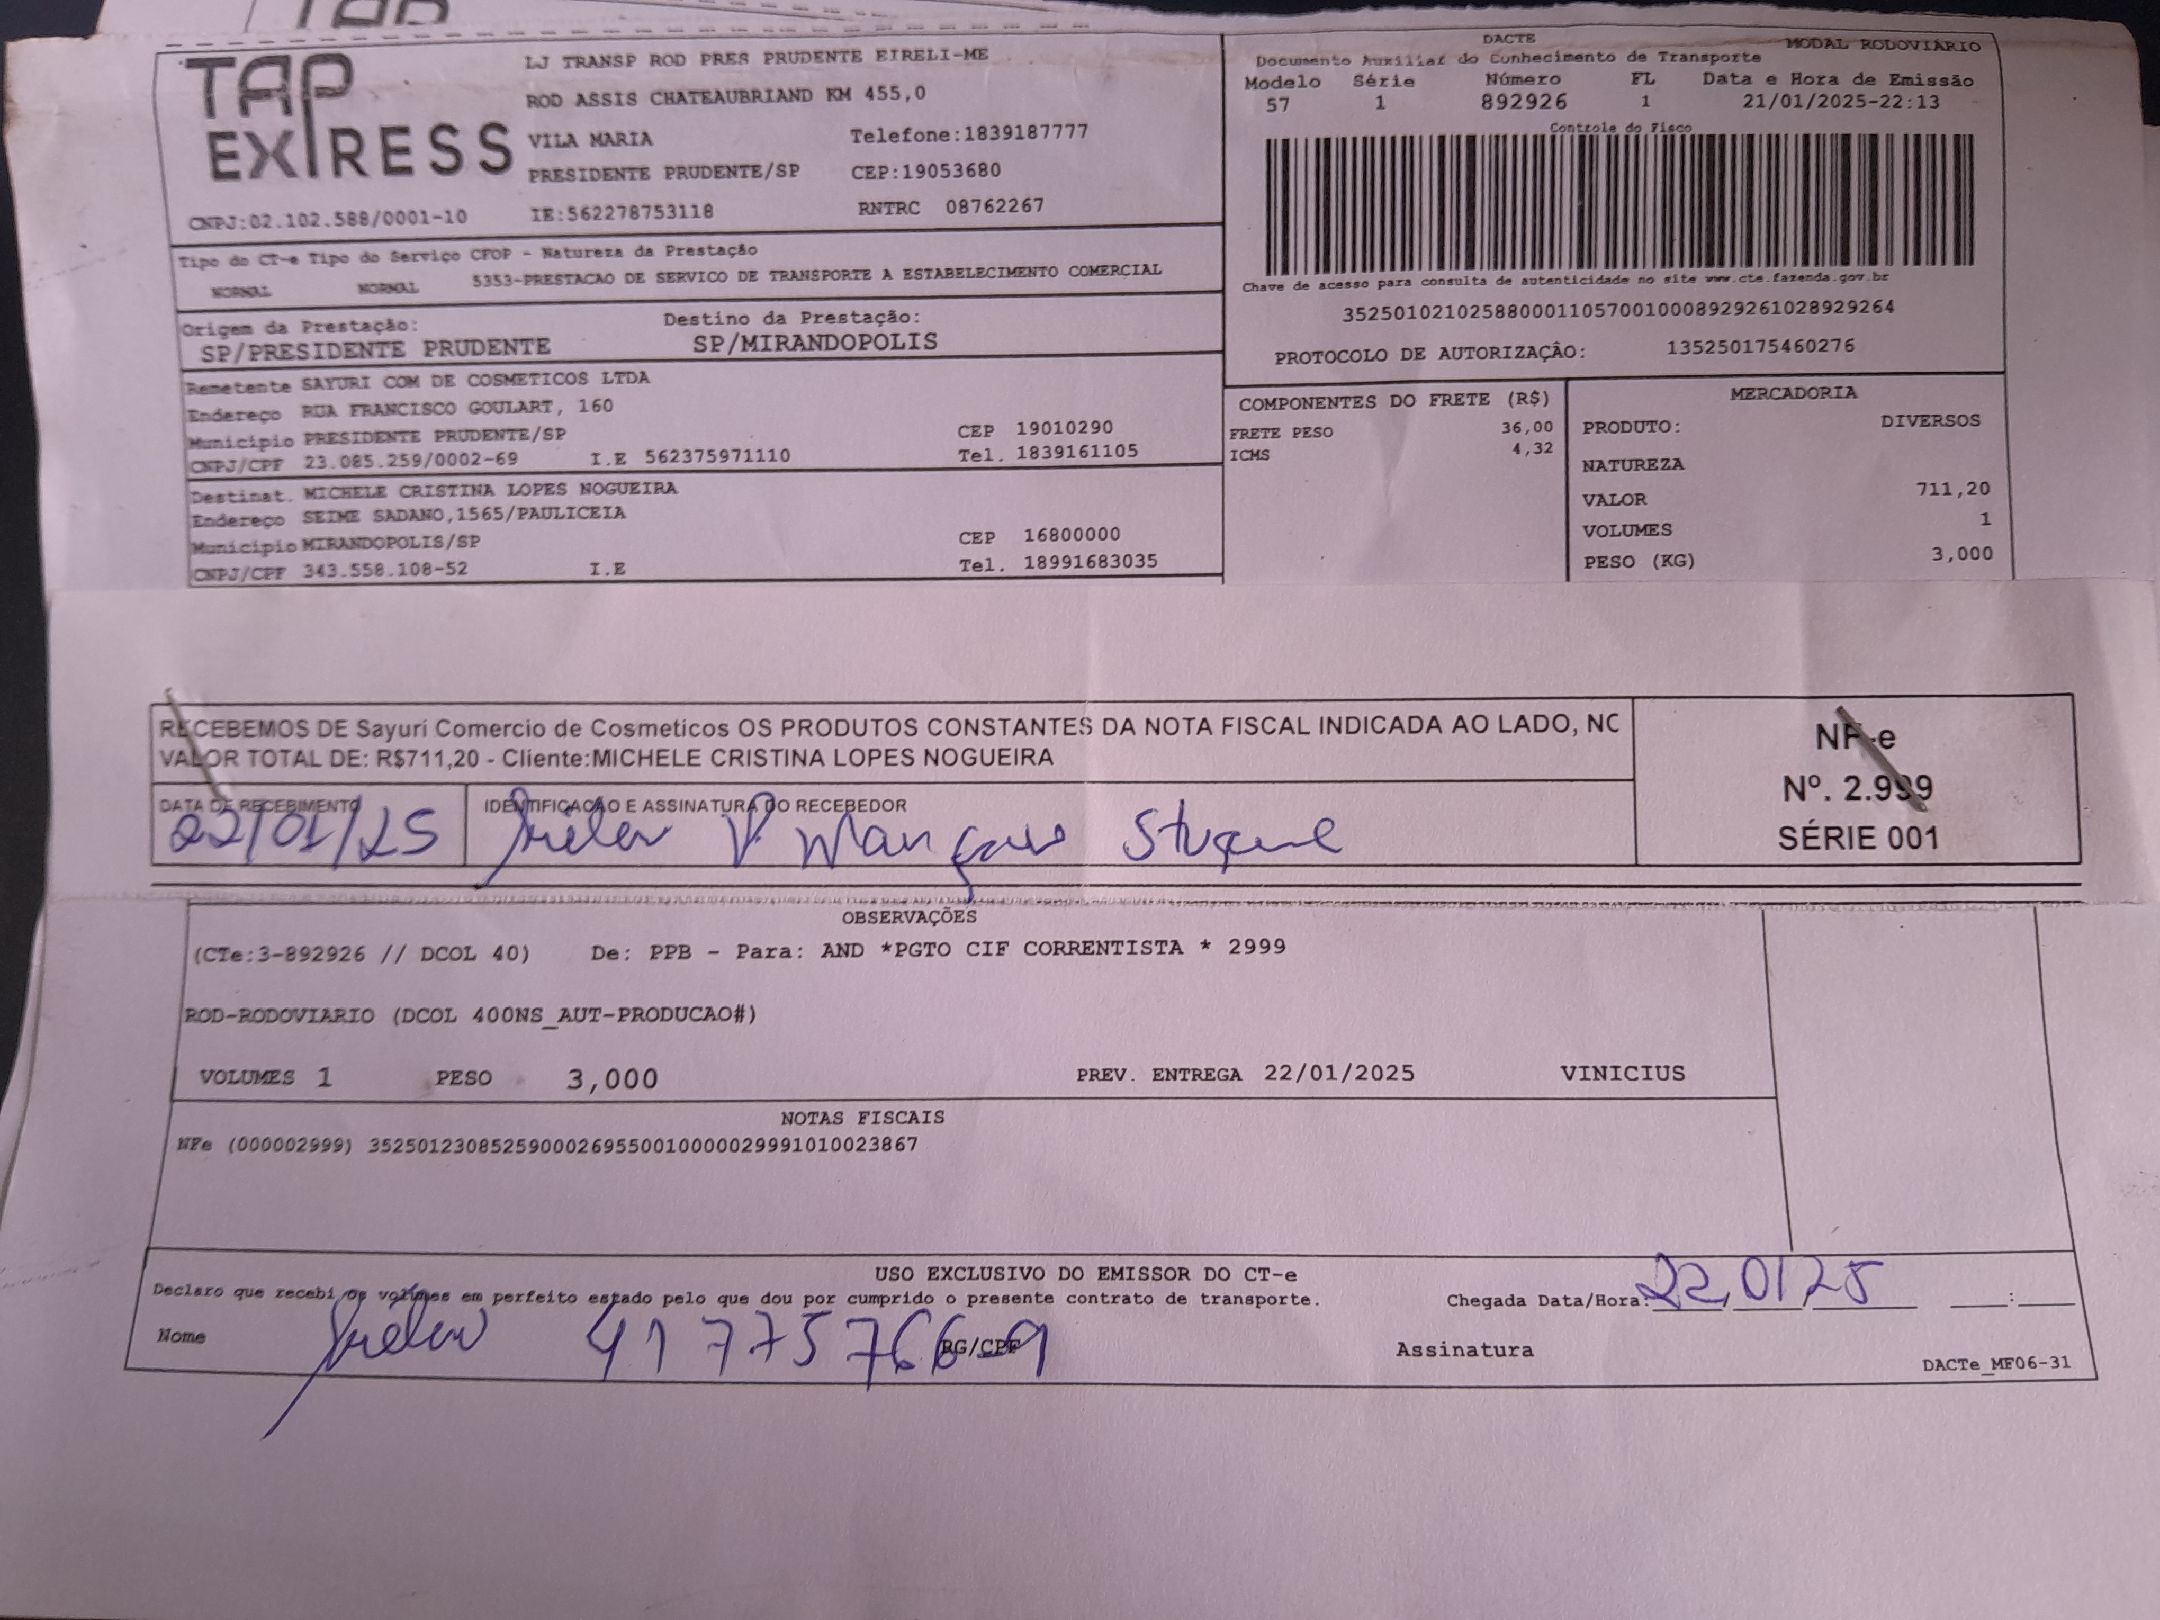 TAP
EXPRESS
LJ TRANSP ROD PRES PRUDENTE EIRELI-ME
ROD ASSIS CHATEAUBRIAND KM 455,0
VILA MARIA Telefone:1839187777
PRESIDENTE PRUDENTE/SP CEP:19053680
CNPJ:02.102.588/0001-10 IE:562278753118 RNTRC 08762267
DACTE MODAL RODOVIÁRIO
Documento Auxiliar do Conhecimento de Transporte
Modelo Série Número FL Data e Hora de Emissão
57 1 892926 1 21/01/2025-22:13
Controle do Fisco
Chave de acesso para consulta de autenticidade no site www.cte.fazenda.gov.br
35250102102588000110570010008929261028929264
PROTOCOLO DE AUTORIZAÇÃO: 135250175460276
Tipo do CT-e Tipo do Serviço CFOP - Natureza da Prestação
NORMAL NORMAL 5353-PRESTACAO DE SERVICO DE TRANSPORTE A ESTABELECIMENTO COMERCIAL
Origem da Prestação: Destino da Prestação:
SP/PRESIDENTE PRUDENTE SP/MIRANDOPOLIS
Remetente SAYURI COM DE COSMETICOS LTDA
Endereço RUA FRANCISCO GOULART, 160
Município PRESIDENTE PRUDENTE/SP CEP 19010290
CNPJ/CPF 23.085.259/0002-69 I.E 562375971110 Tel. 1839161105
Destinat. MICHELE CRISTINA LOPES NOGUEIRA
Endereço SEIME SADANO,1565/PAULICEIA
Município MIRANDOPOLIS/SP CEP 16800000
CNPJ/CPF 343.558.108-52 I.E Tel. 18991683035
COMPONENTES DO FRETE (R$)
FRETE PESO 36,00
ICMS 4,32
MERCADORIA
PRODUTO: DIVERSOS
NATUREZA
VALOR 711,20
VOLUMES 1
PESO (KG) 3,000
RECEBEMOS DE Sayuri Comercio de Cosmeticos OS PRODUTOS CONSTANTES DA NOTA FISCAL INDICADA AO LADO, NO
VALOR TOTAL DE: R$711,20 - Cliente:MICHELE CRISTINA LOPES NOGUEIRA
NF-e
Nº. 2.999
SÉRIE 001
DATA DE RECEBIMENTO IDENTIFICAÇÃO E ASSINATURA DO RECEBEDOR
22/01/25
OBSERVAÇÕES
(CTe:3-892926 // DCOL 40) De: PPB - Para: AND *PGTO CIF CORRENTISTA * 2999
ROD-RODOVIARIO (DCOL 400NS_AUT-PRODUCAO#)
VOLUMES 1 PESO 3,000 PREV. ENTREGA 22/01/2025 VINICIUS
NOTAS FISCAIS
NFe (000002999) 35250123085259000269550010000029991010023867
USO EXCLUSIVO DO EMISSOR DO CT-e
Declaro que recebi os volumes em perfeito estado pelo que dou por cumprido o presente contrato de transporte. Chegada Data/Hora: 22/01/25 :
Nome 41775766-9 RG/CPF Assinatura
DACTe_MF06-31